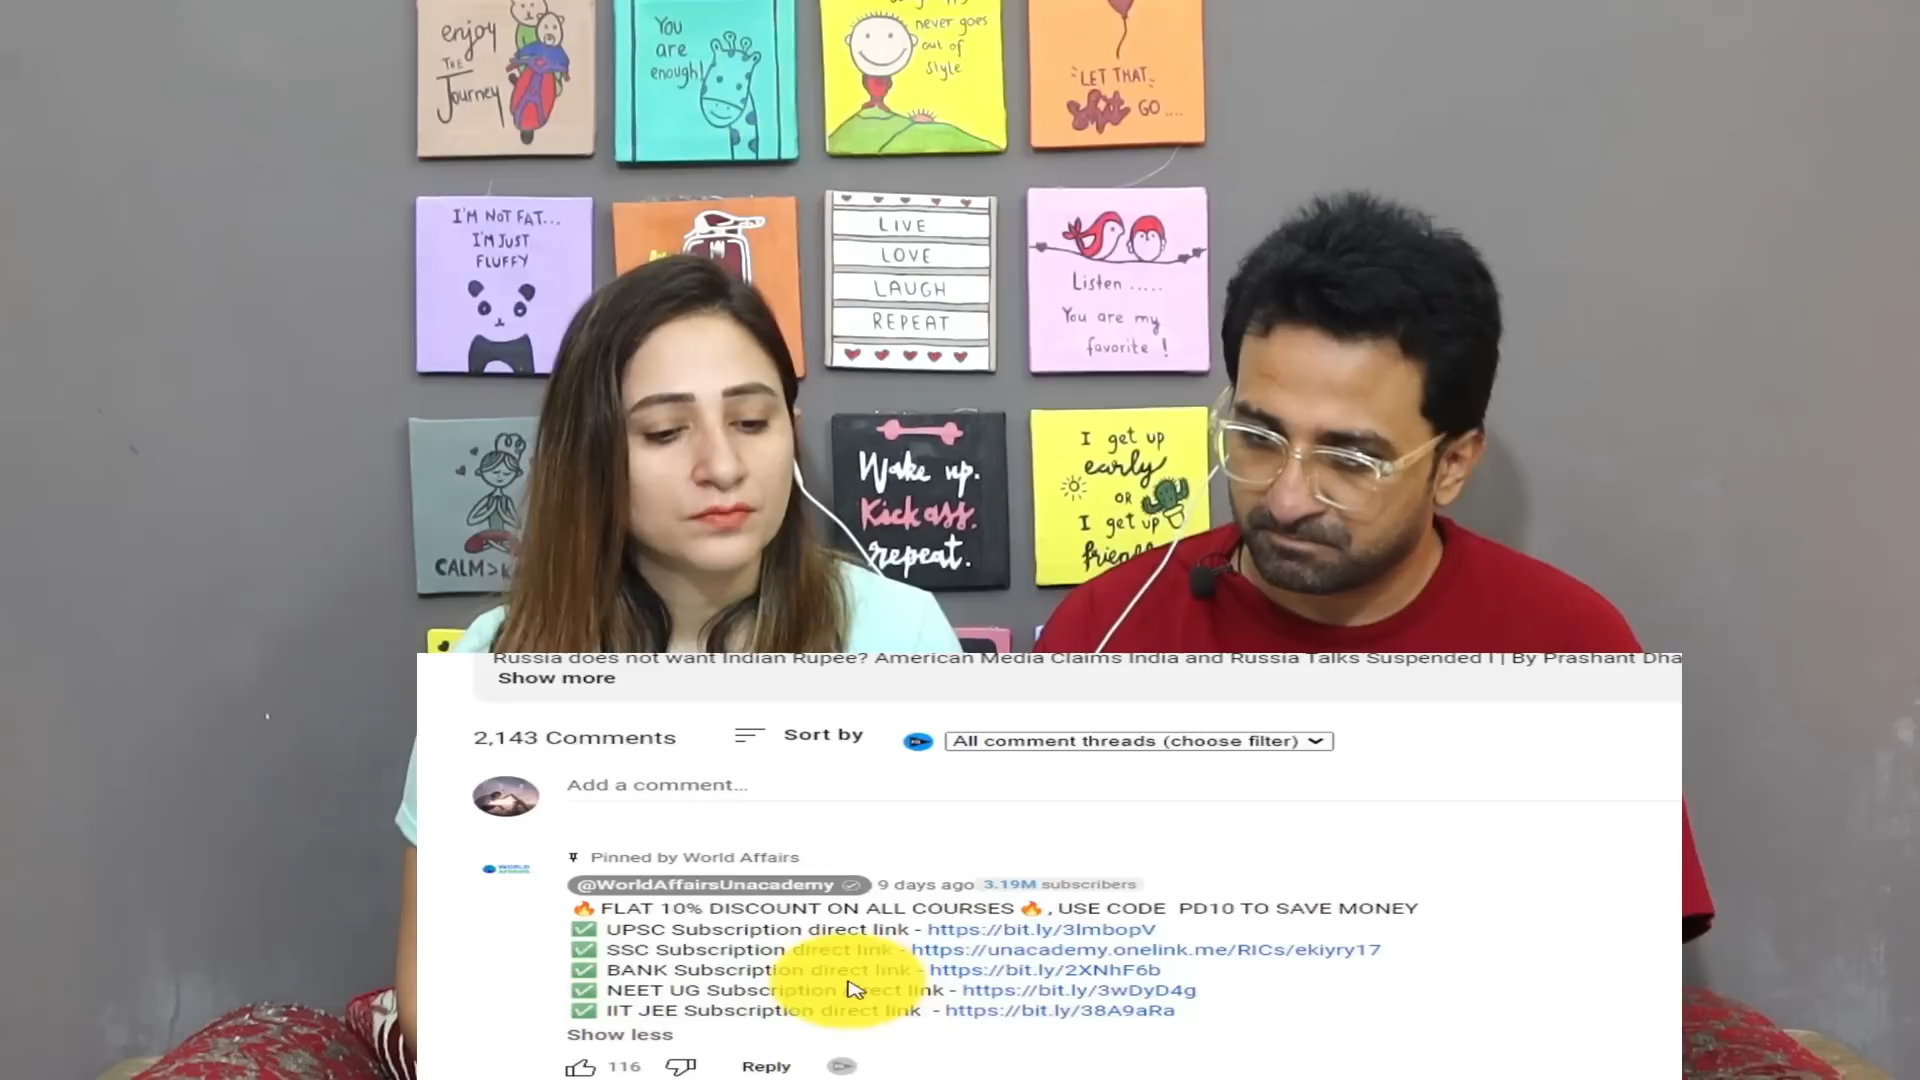 enjoy
THE
Journey
You
are
enough!
never goes
out of
style
LET THAT
GO ....
I'M NOT FAT...
I'M JUST
FLUFFY
LIVE
LOVE
LAUGH
REPEAT
Listen .....
You are my
favorite !
CALM>
Wake up.
Kick ass.
repeat.
I get up
early
OR
I get up
Russia does not want Indian Rupee? American Media Claims India and Russia Talks Suspended I | By Prashant Dha
Show more
2,143 Comments
Sort by
All comment threads (choose filter)
Add a comment...
Pinned by World Affairs
WORLD
AFFAIRS
@WorldAffairsUnacademy 9 days ago 3.19M subscribers
🔥FLAT 10% DISCOUNT ON ALL COURSES🔥, USE CODE PD10 TO SAVE MONEY
✅ UPSC Subscription direct link - https://bit.ly/3lmbopV
✅ SSC Subscription direct link - https://unacademy.onelink.me/RICs/ekiyry17
✅ BANK Subscription direct link - https://bit.ly/2XNhF6b
✅ NEET UG Subscription direct link - https://bit.ly/3wDyD4g
✅ IIT JEE Subscription direct link - https://bit.ly/38A9aRa
Show less
116
Reply